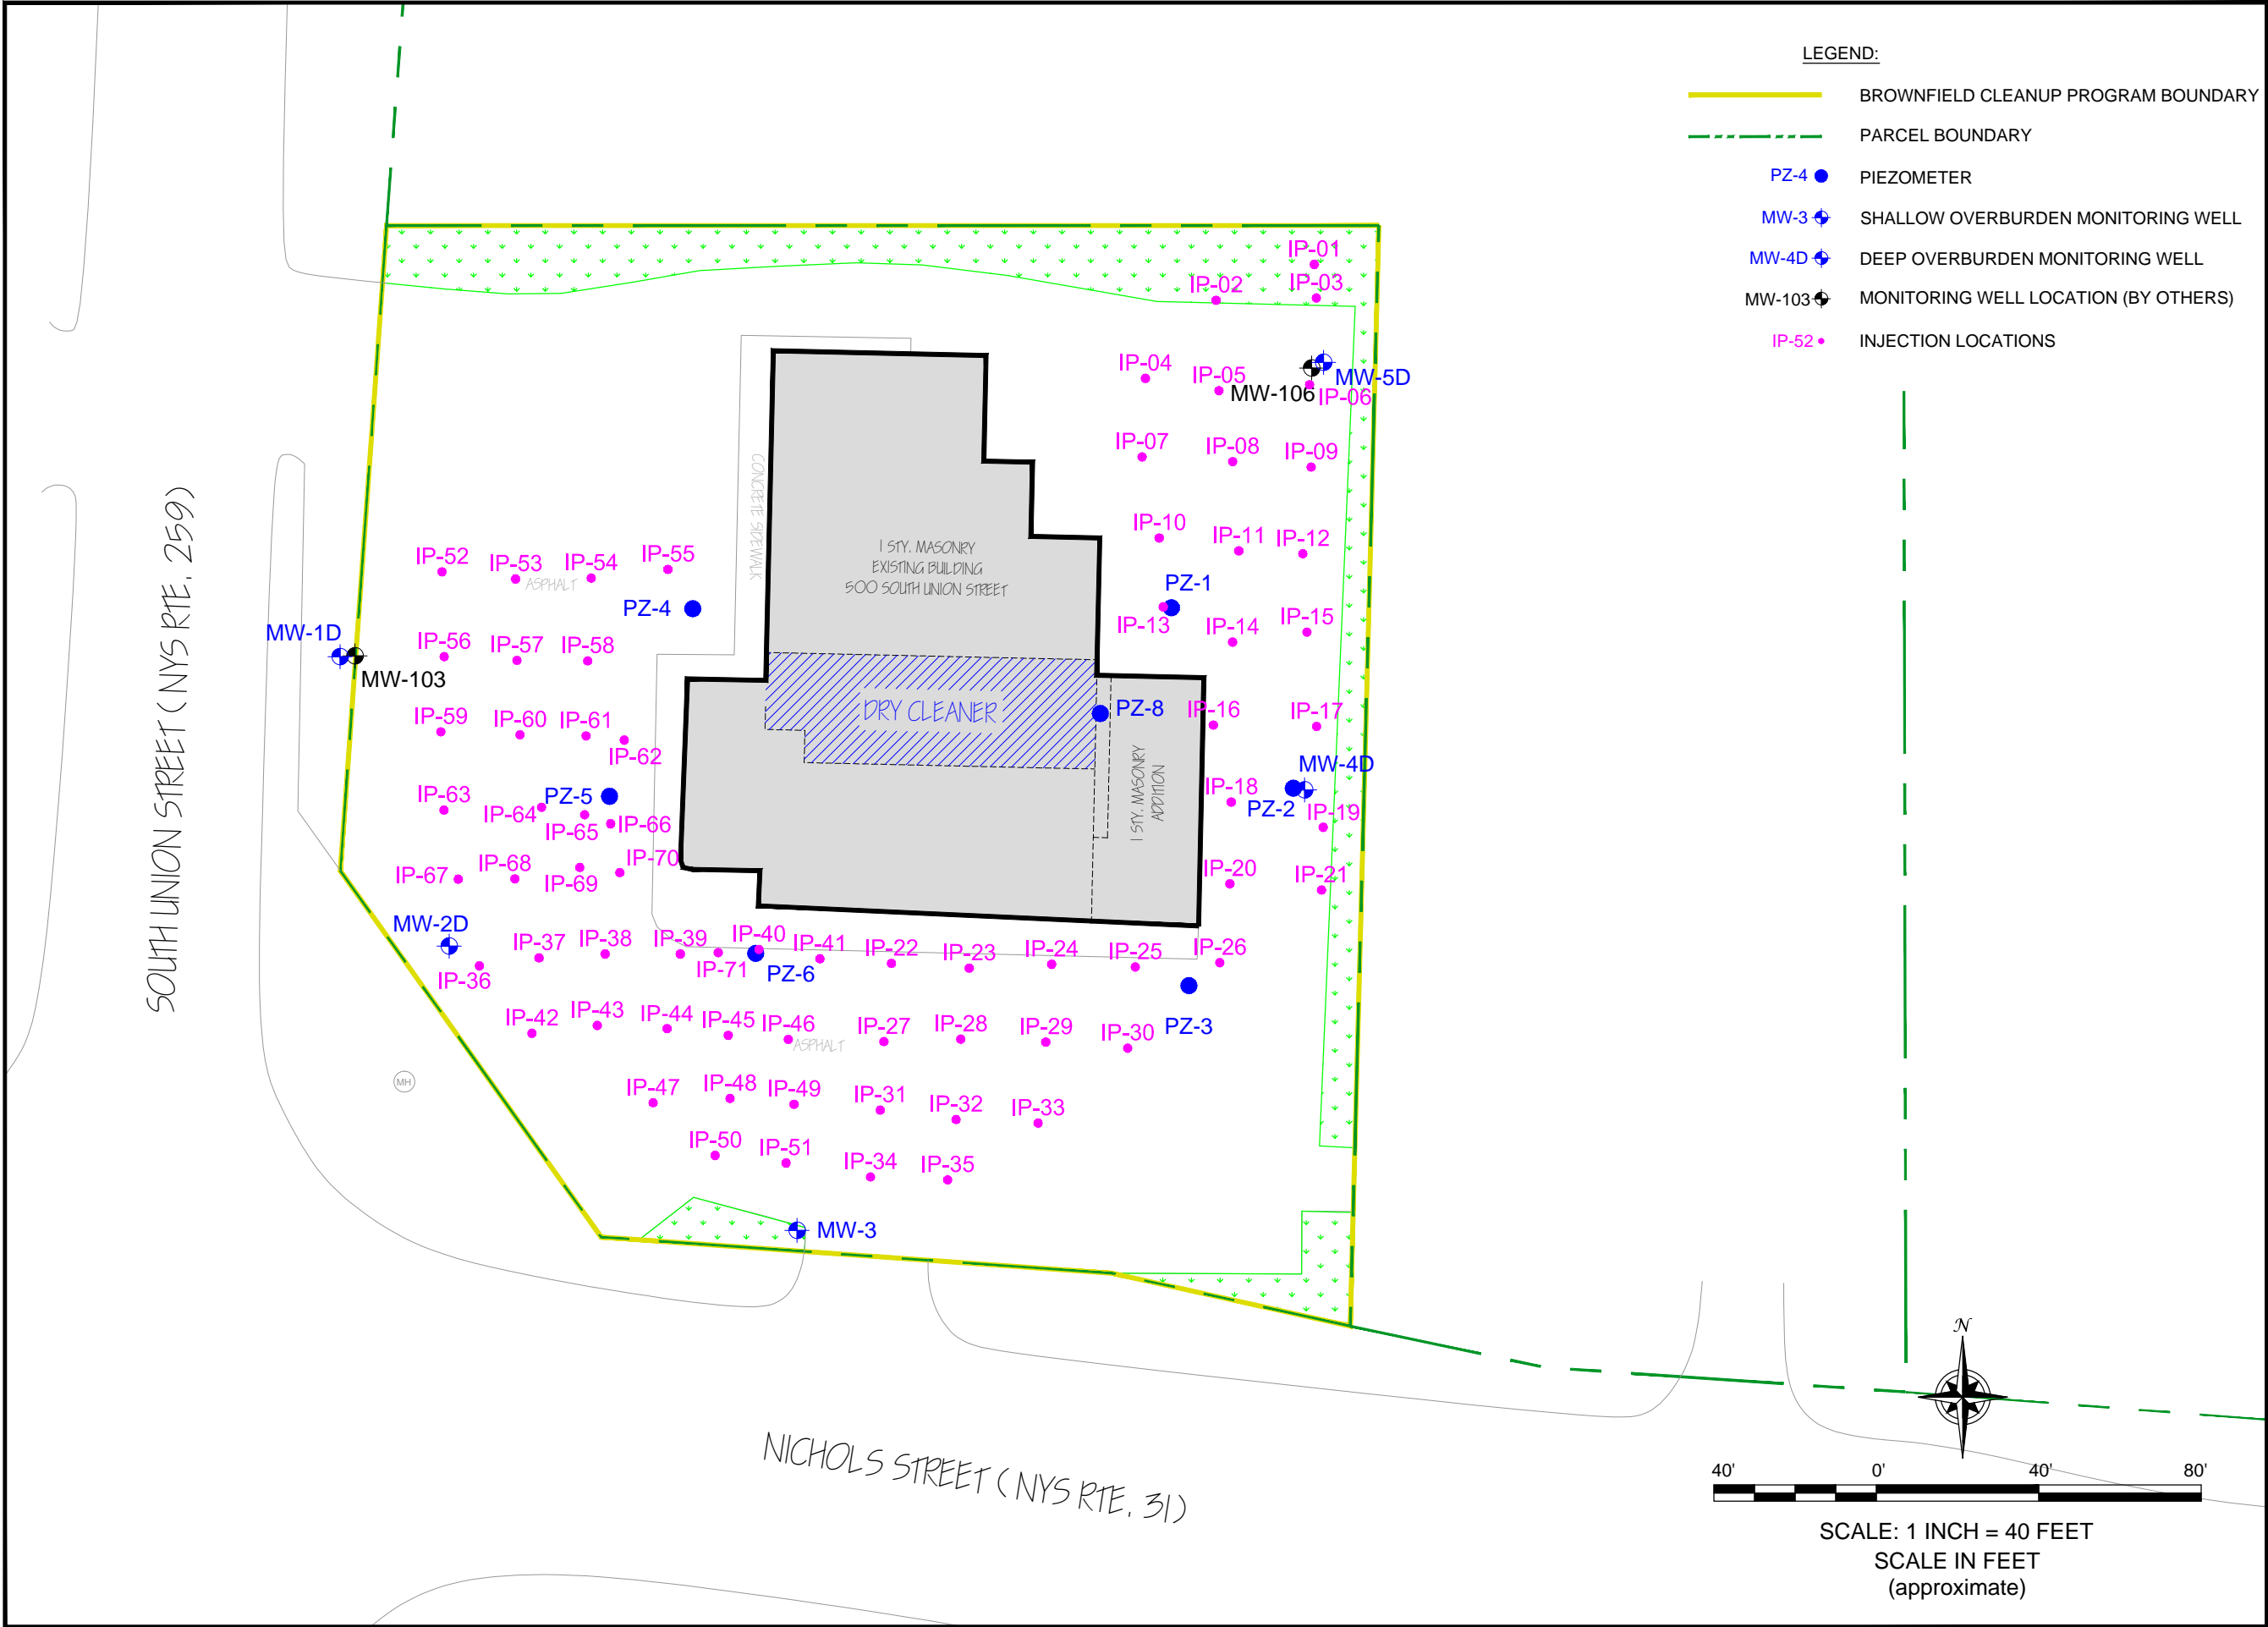 LEGEND:
BROWNFIELD CLEANUP PROGRAM BOUNDARY
PARCEL BOUNDARY
PZ-4 PIEZOMETER
MW-3 SHALLOW OVERBURDEN MONITORING WELL
MW-4D DEEP OVERBURDEN MONITORING WELL
MW-103 MONITORING WELL LOCATION (BY OTHERS)
IP-52 INJECTION LOCATIONS
IP-01
IP-02
IP-03
IP-04
IP-05
MW-106
MW-5D
IP-06
IP-07
IP-08
IP-09
IP-10
IP-11
IP-12
PZ-1
IP-13
IP-14
IP-15
CONCRETE SIDEWALK
1 STY. MASONRY
EXISTING BUILDING
500 SOUTH UNION STREET
IP-52
IP-53
IP-54
IP-55
ASPHALT
PZ-4
MW-1D
MW-103
IP-56
IP-57
IP-58
SOUTH UNION STREET (NYS RTE. 259)
DRY CLEANER
PZ-8
IP-16
IP-17
IP-59
IP-60
IP-61
IP-62
1 STY. MASONRY
ADDITION
MW-4D
IP-18
PZ-2
IP-19
IP-63
IP-64
PZ-5
IP-65
IP-66
IP-67
IP-68
IP-69
IP-70
IP-20
IP-21
MW-2D
IP-36
IP-37
IP-38
IP-39
IP-71
IP-40
PZ-6
IP-41
IP-22
IP-23
IP-24
IP-25
IP-26
PZ-3
IP-42
IP-43
IP-44
IP-45
IP-46
ASPHALT
IP-27
IP-28
IP-29
IP-30
MH
IP-47
IP-48
IP-49
IP-31
IP-32
IP-33
IP-50
IP-51
IP-34
IP-35
MW-3
NICHOLS STREET (NYS RTE. 31)
N
40' 0' 40' 80'
SCALE: 1 INCH = 40 FEET
SCALE IN FEET
(approximate)